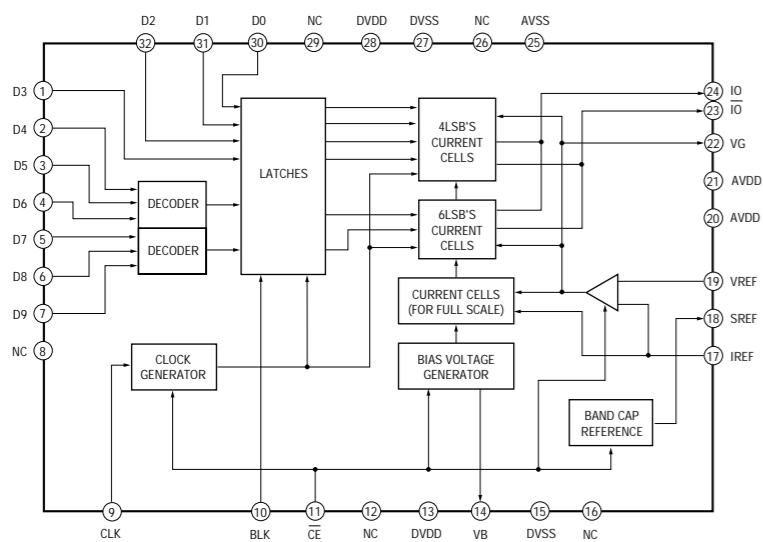 D2 D1 D0 NC DVDD DVSS NC AVSS
32 31 30 29 28 27 26 25
D3 1
D4 2
D5 3
D6 4
D7 5
D8 6
D9 7
NC 8
DECODER
DECODER
LATCHES
4LSB'S
CURRENT
CELLS
6LSB'S
CURRENT
CELLS
CURRENT CELLS
(FOR FULL SCALE)
CLOCK
GENERATOR
BIAS VOLTAGE
GENERATOR
BAND CAP
REFERENCE
24 IO
23 I̅O̅
22 VG
21 AVDD
20 AVDD
19 VREF
18 SREF
17 IREF
9 10 11 12 13 14 15 16
CLK BLK C̅E̅ NC DVDD VB DVSS NC